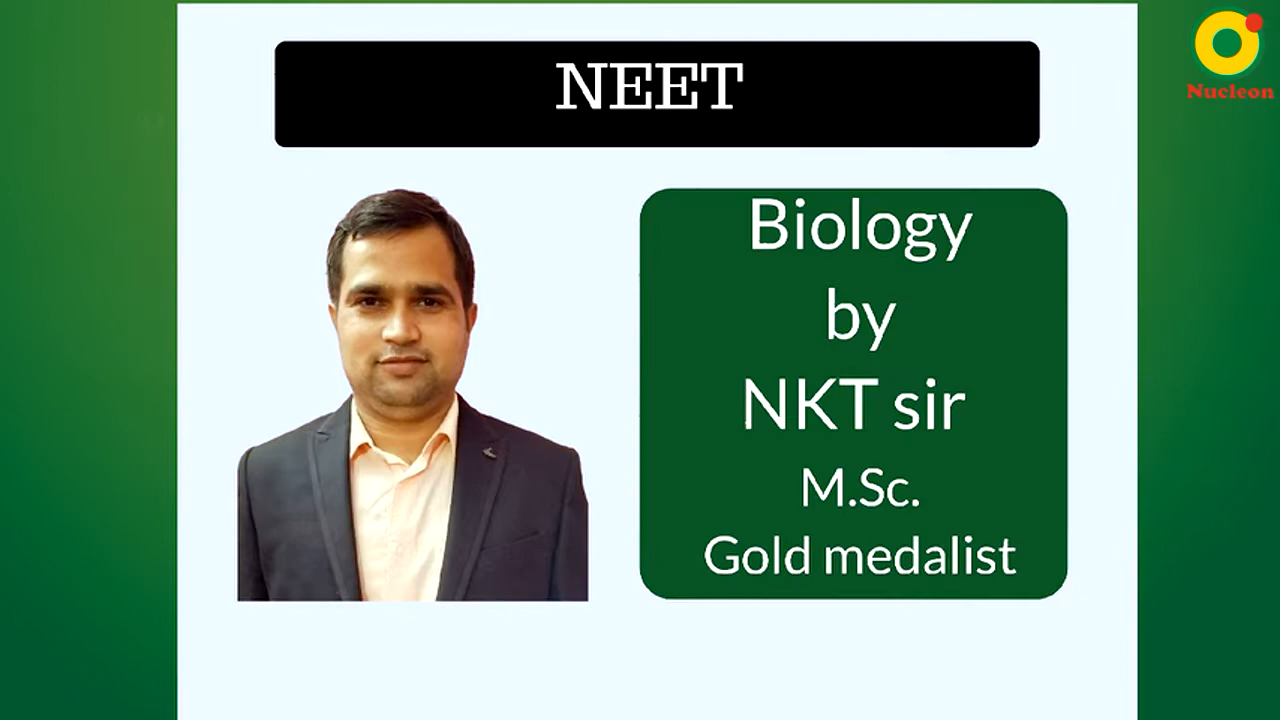 NEET
Nucleon
Biology
by
NKT sir
M.Sc.
Gold medalist